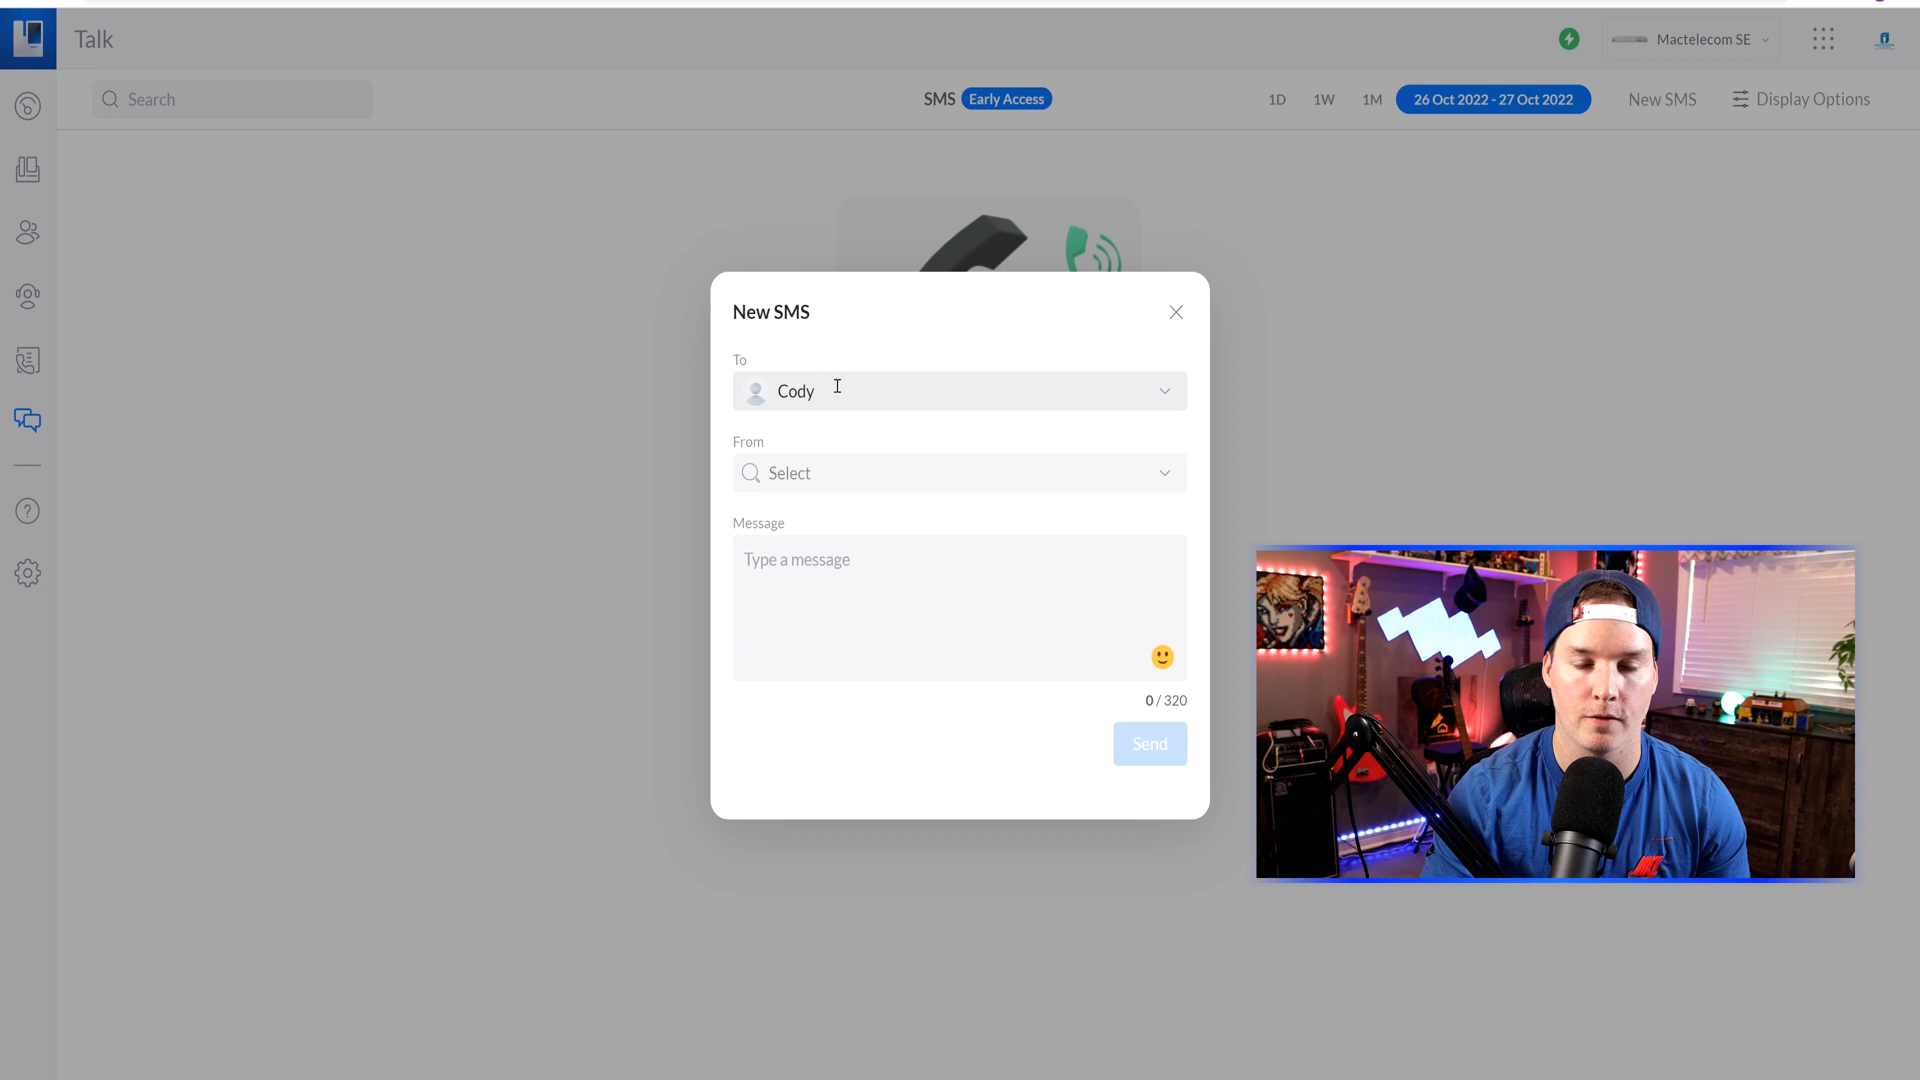 Talk
Mactelecom SE
Search
SMS Early Access
1D 1W 1M 26 Oct 2022 - 27 Oct 2022 New SMS Display Options
New SMS
To
Cody
From
Select
Message
Type a message
0 / 320
Send